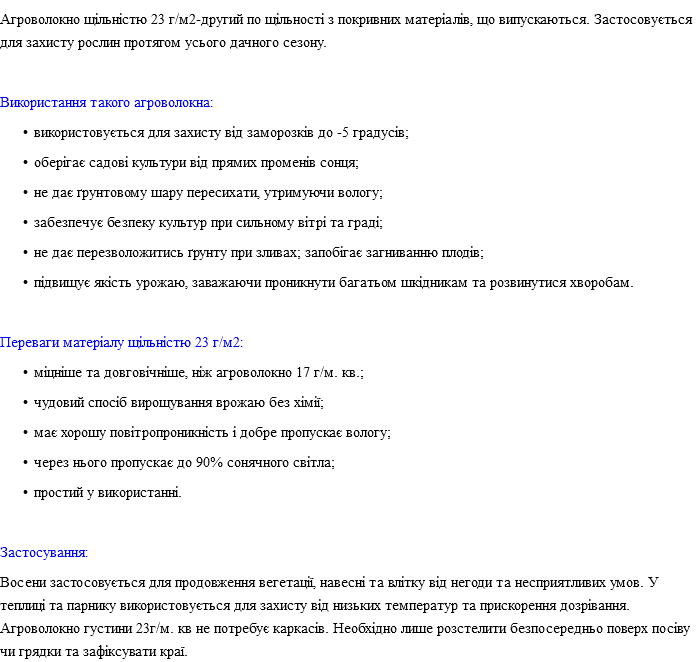 Агроволокно щільністю 23 г/м2-другий по щільності з покривних матеріалів, що випускаються. Застосовується
для захисту рослин протягом усього дачного сезону.
Використання такого агроволокна:
• використовується для захисту від заморозків до -5 градусів;
• оберігає садові культури від прямих променів сонця;
• не дає ґрунтовому шару пересихати, утримуючи вологу;
• забезпечує безпеку культур при сильному вітрі та граді;
• не дає перезволожитись ґрунту при зливах; запобігає загниванню плодів;
• підвищує якість урожаю, заважаючи проникнути багатьом шкідникам та розвинутися хворобам.
Переваги матеріалу щільністю 23 г/м2:
• міцніше та довговічніше, ніж агроволокно 17 г/м. кв.;
• чудовий спосіб вирощування врожаю без хімії;
• має хорошу повітропроникність і добре пропускає вологу;
• через нього пропускає до 90% сонячного світла;
• простий у використанні.
Застосування:
Восени застосовується для продовження вегетації, навесні та влітку від негоди та несприятливих умов. У
теплиці та парнику використовується для захисту від низьких температур та прискорення дозрівання.
Агроволокно густини 23г/м. кв не потребує каркасів. Необхідно лише розстелити безпосередньо поверх посіву
чи грядки та зафіксувати краї.